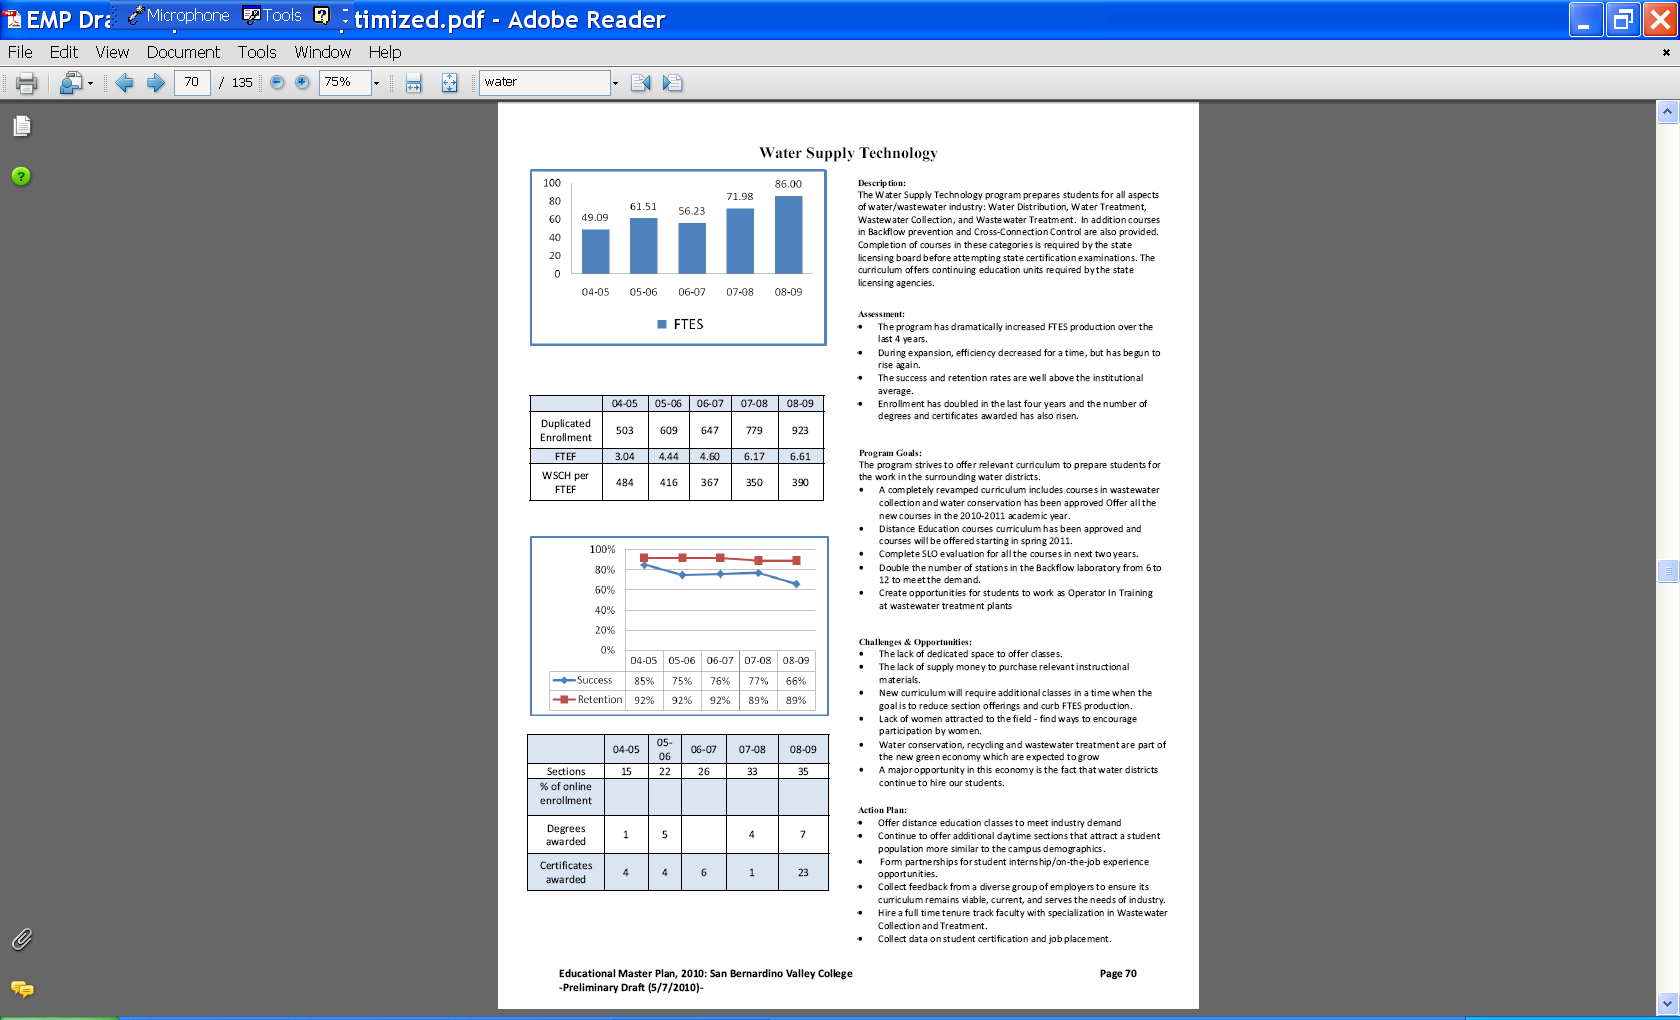 EMP Dra
Microphone
Tools
timized.pdf - Adobe Reader
File Edit View Document Tools Window Help
70 / 135 75% water
Water Supply Technology
100
80
60
40
20
0
49.09
61.51
56.23
71.98
86.00
04-05 05-06 06-07 07-08 08-09
FTES
04-05 05-06 06-07 07-08 08-09
Duplicated
Enrollment 503 609 647 779 923
FTEF 3.04 4.44 4.60 6.17 6.61
WSCH per
FTEF 484 416 367 350 390
100%
80%
60%
40%
20%
0%
04-05 05-06 06-07 07-08 08-09
Success 85% 75% 76% 77% 66%
Retention 92% 92% 92% 89% 89%
04-05 05-
06 06-07 07-08 08-09
Sections 15 22 26 33 35
% of online
enrollment
Degrees
awarded 1 5 4 7
Certificates
awarded 4 4 6 1 23
Description:
The Water Supply Technology program prepares students for all aspects
of water/wastewater industry: Water Distribution, Water Treatment,
Wastewater Collection, and Wastewater Treatment. In addition courses
in Backflow prevention and Cross-Connection Control are also provided.
Completion of courses in these categories is required by the state
licensing board before attempting state certification examinations. The
curriculum offers continuing education units required by the state
licensing agencies.
Assessment:
• The program has dramatically increased FTES production over the
last 4 years.
• During expansion, efficiency decreased for a time, but has begun to
rise again.
• The success and retention rates are well above the institutional
average.
• Enrollment has doubled in the last four years and the number of
degrees and certificates awarded has also risen.
Program Goals:
The program strives to offer relevant curriculum to prepare students for
the work in the surrounding water districts.
• A completely revamped curriculum includes courses in wastewater
collection and water conservation has been approved Offer all the
new courses in the 2010-2011 academic year.
• Distance Education courses curriculum has been approved and
courses will be offered starting in spring 2011.
• Complete SLO evaluation for all the courses in next two years.
• Double the number of stations in the Backflow laboratory from 6 to
12 to meet the demand.
• Create opportunities for students to work as Operator In Training
at wastewater treatment plants
Challenges & Opportunities:
• The lack of dedicated space to offer classes.
• The lack of supply money to purchase relevant instructional
materials.
• New curriculum will require additional classes in a time when the
goal is to reduce section offerings and curb FTES production.
• Lack of women attracted to the field - find ways to encourage
participation by women.
• Water conservation, recycling and wastewater treatment are part of
the new green economy which are expected to grow
• A major opportunity in this economy is the fact that water districts
continue to hire our students.
Action Plan:
• Offer distance education classes to meet industry demand
• Continue to offer additional daytime sections that attract a student
population more similar to the campus demographics.
• Form partnerships for student internship/on-the-job experience
opportunities.
• Collect feedback from a diverse group of employers to ensure its
curriculum remains viable, current, and serves the needs of industry.
• Hire a full time tenure track faculty with specialization in Wastewater
Collection and Treatment.
• Collect data on student certification and job placement.
Educational Master Plan, 2010: San Bernardino Valley College Page 70
-Preliminary Draft (5/7/2010)-